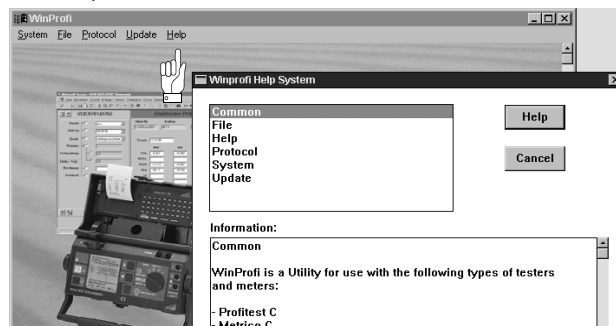 WinProfi
System File Protocol Update Help
Winprofi Help System
Common
File
Help
Protocol
System
Update
Help
Cancel
Information:
Common
WinProfi is a Utility for use with the following types of testers
and meters:
- Profitest C
- Metriso C